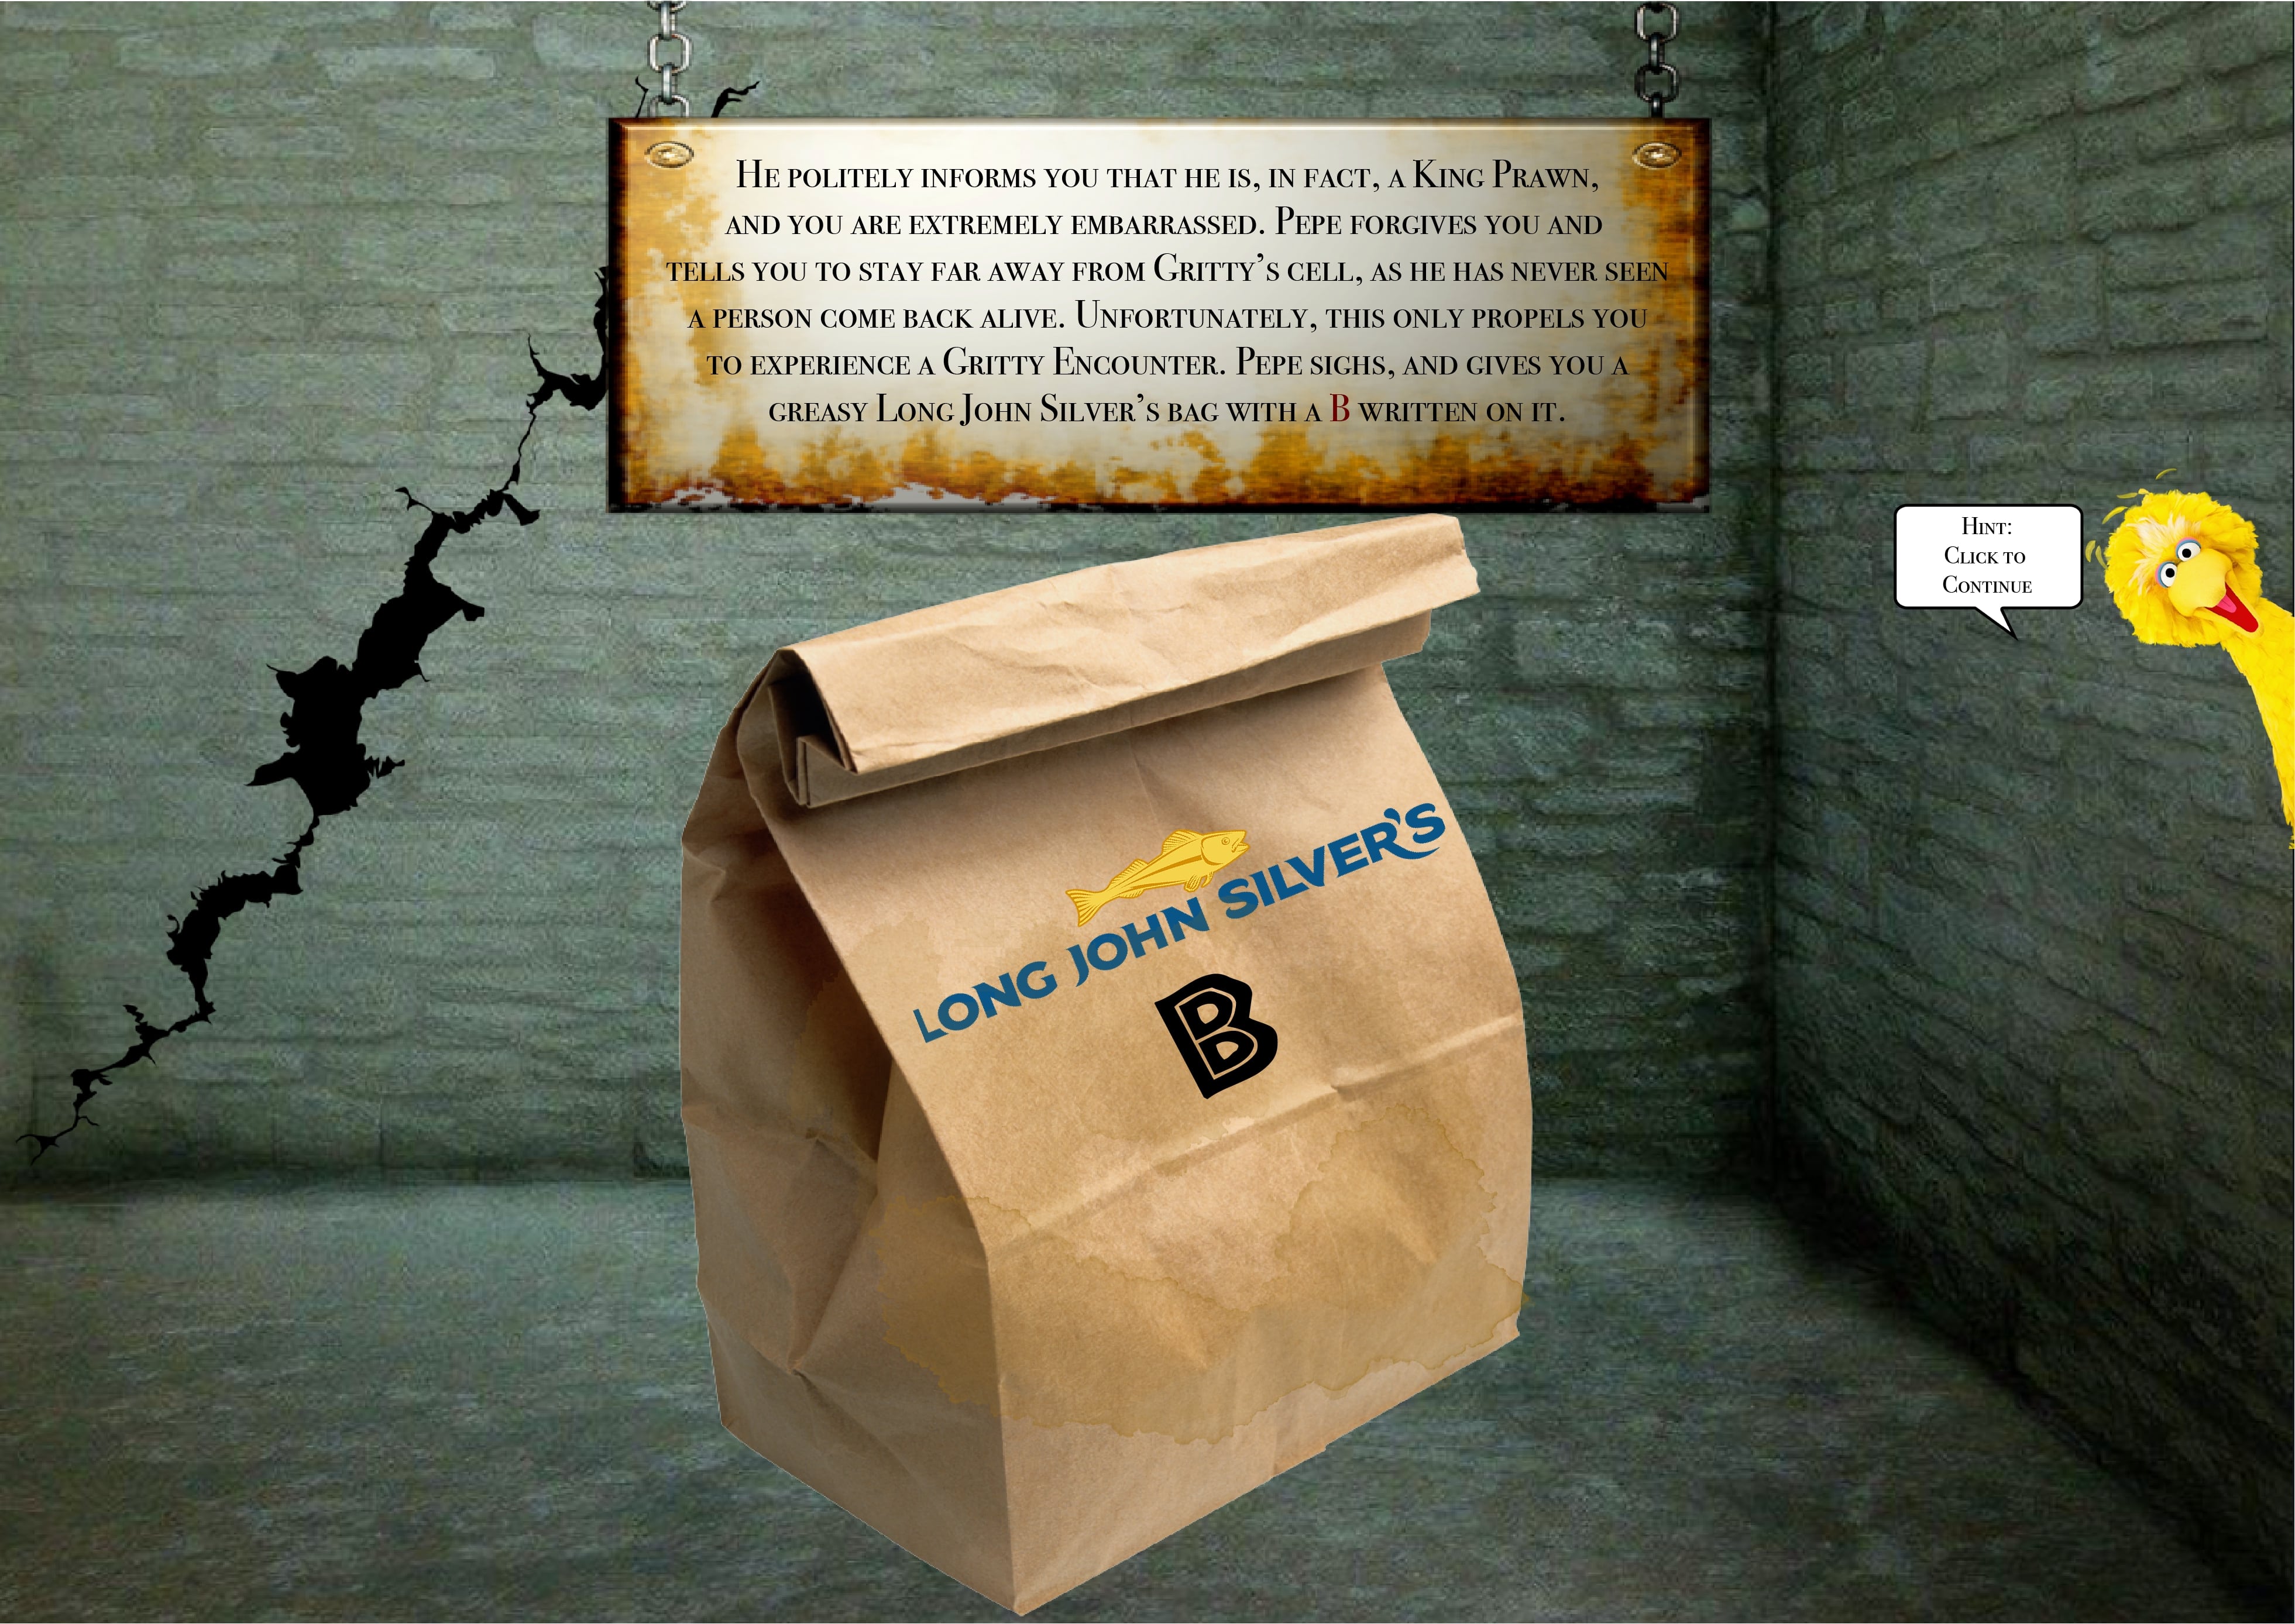 He politely informs you that he is, in fact, a King Prawn,
and you are extremely embarrassed. Pepe forgives you and
tells you to stay far away from Gritty's cell, as he has never seen
a person come back alive. Unfortunately, this only propels you
to experience a Gritty Encounter. Pepe sighs, and gives you a
greasy Long John Silver's bag with a B written on it.
Hint:
Click to
Continue
LONG JOHN SILVER'S
B